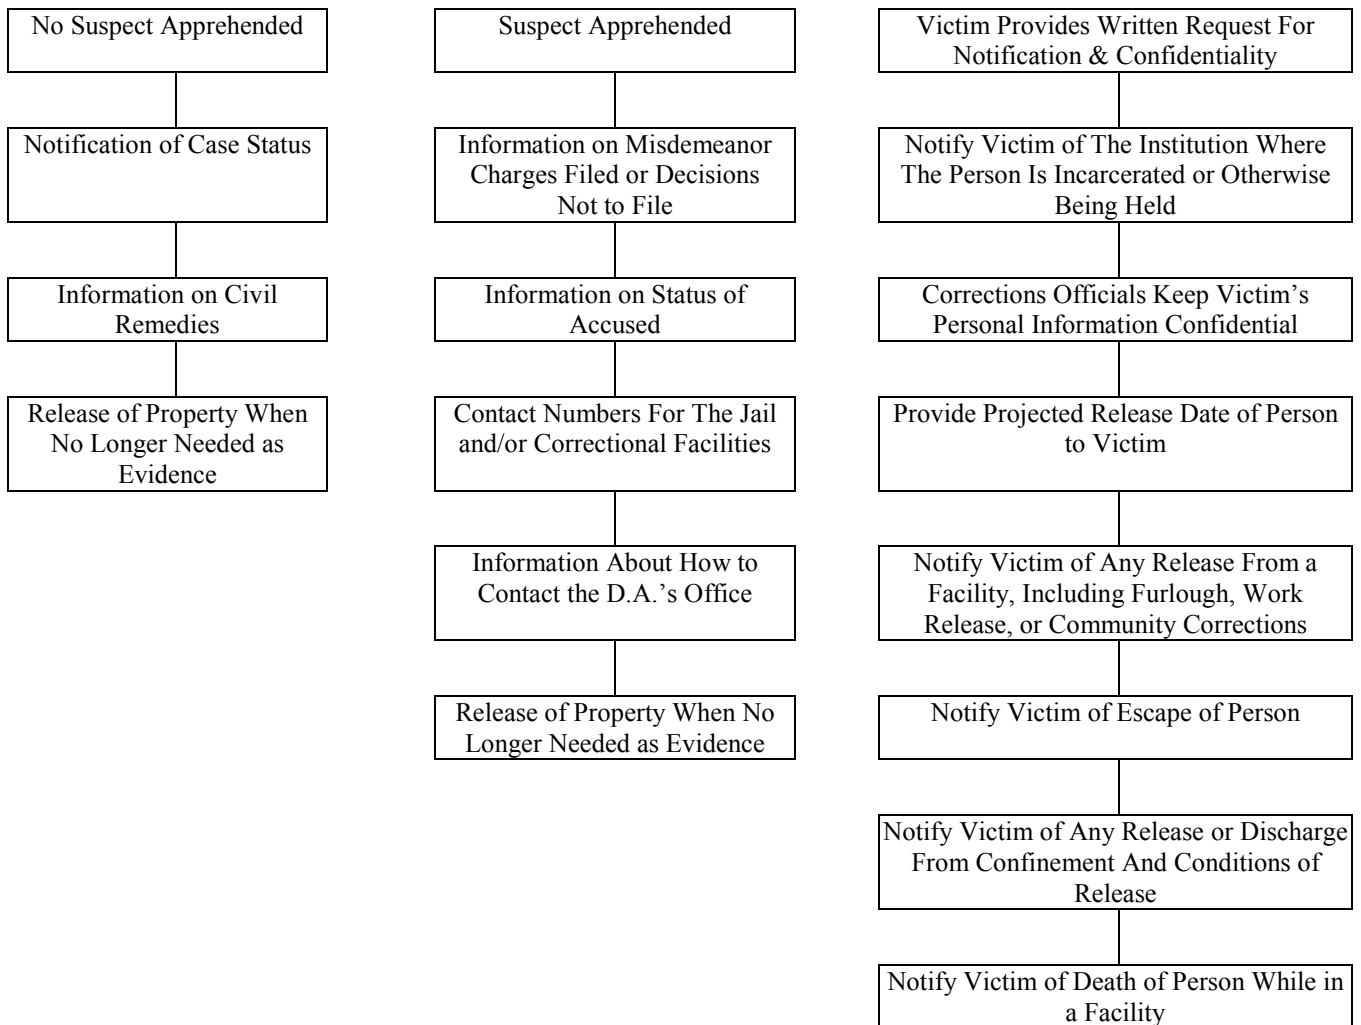 No Suspect Apprehended
Notification of Case Status
Information on Civil
Remedies
Release of Property When
No Longer Needed as
Evidence
Suspect Apprehended
Information on Misdemeanor
Charges Filed or Decisions
Not to File
Information on Status of
Accused
Contact Numbers For The Jail
and/or Correctional Facilities
Information About How to
Contact the D.A.’s Office
Release of Property When No
Longer Needed as Evidence
Victim Provides Written Request For
Notification & Confidentiality
Notify Victim of The Institution Where
The Person Is Incarcerated or Otherwise
Being Held
Corrections Officials Keep Victim’s
Personal Information Confidential
Provide Projected Release Date of Person
to Victim
Notify Victim of Any Release From a
Facility, Including Furlough, Work
Release, or Community Corrections
Notify Victim of Escape of Person
Notify Victim of Any Release or Discharge
From Confinement And Conditions of
Release
Notify Victim of Death of Person While in
a Facility